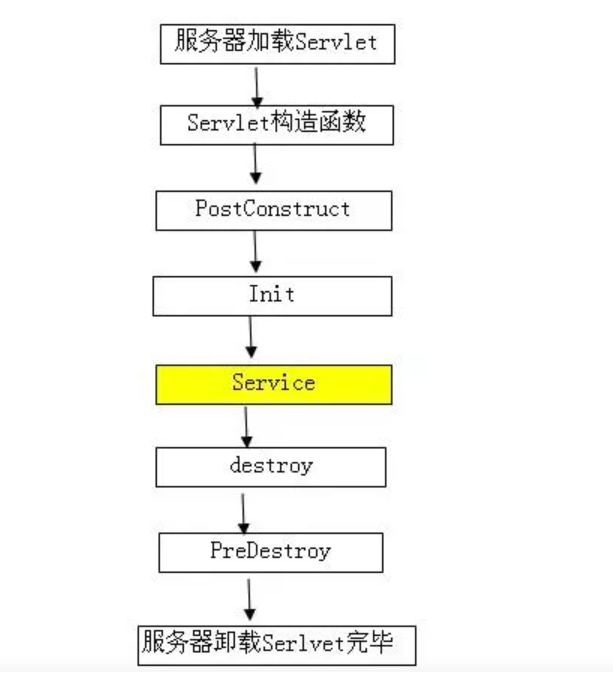 服务器加载Servlet
Servlet构造函数
PostConstruct
Init
Service
destroy
PreDestroy
服务器卸载Serlvet完毕